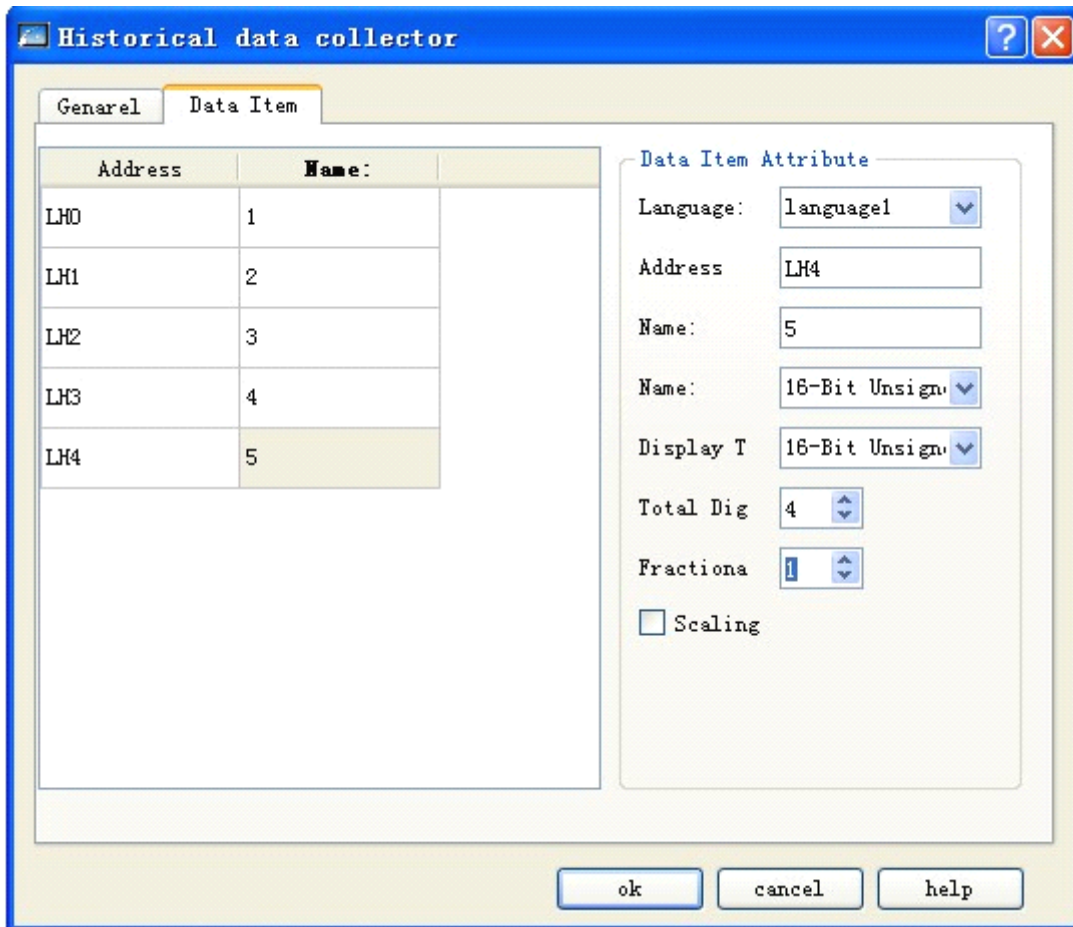 Historical data collector
Genarel Data Item
Address Name:
LH0 1
LH1 2
LH2 3
LH3 4
LH4 5
Data Item Attribute
Language: language1
Address LH4
Name: 5
Name: 16-Bit Unsign
Display T 16-Bit Unsign
Total Dig 4
Fractiona 1
Scaling
ok cancel help